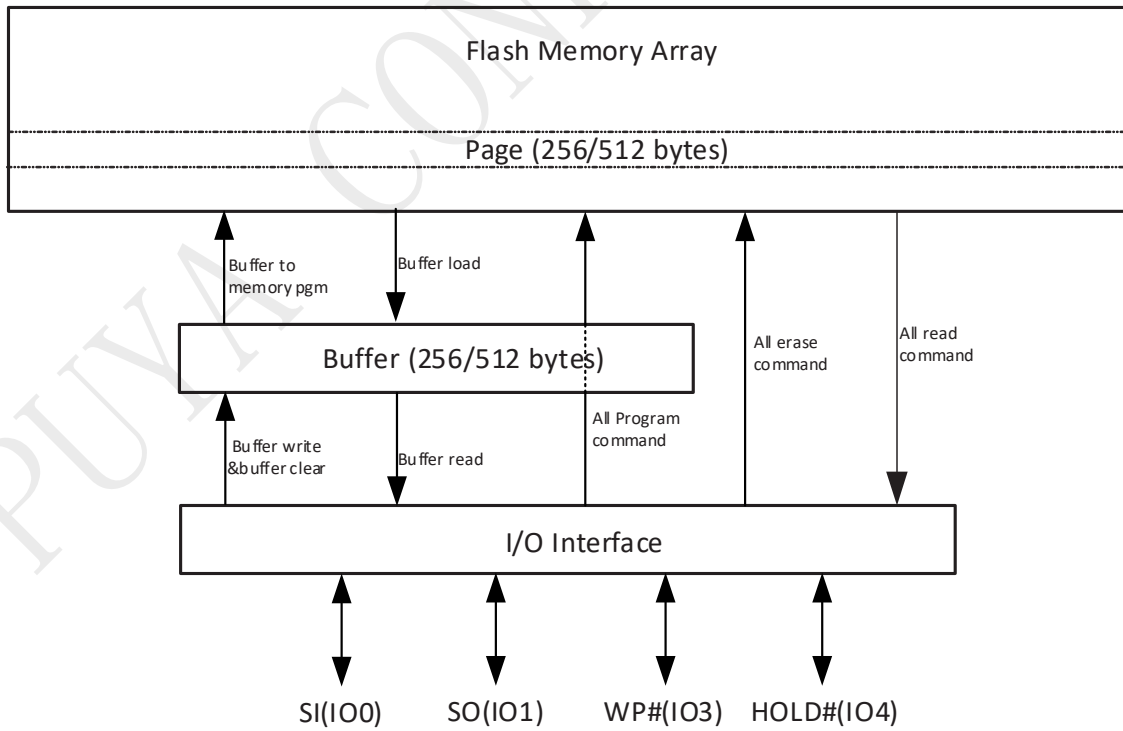 Flash Memory Array
Page (256/512 bytes)
Buffer to
memory pgm
Buffer load
All erase
command
All read
command
Buffer (256/512 bytes)
All Program
command
Buffer write
&buffer clear
Buffer read
I/O Interface
SI(IO0)
SO(IO1)
WP#(IO3)
HOLD#(IO4)
PUYA CON